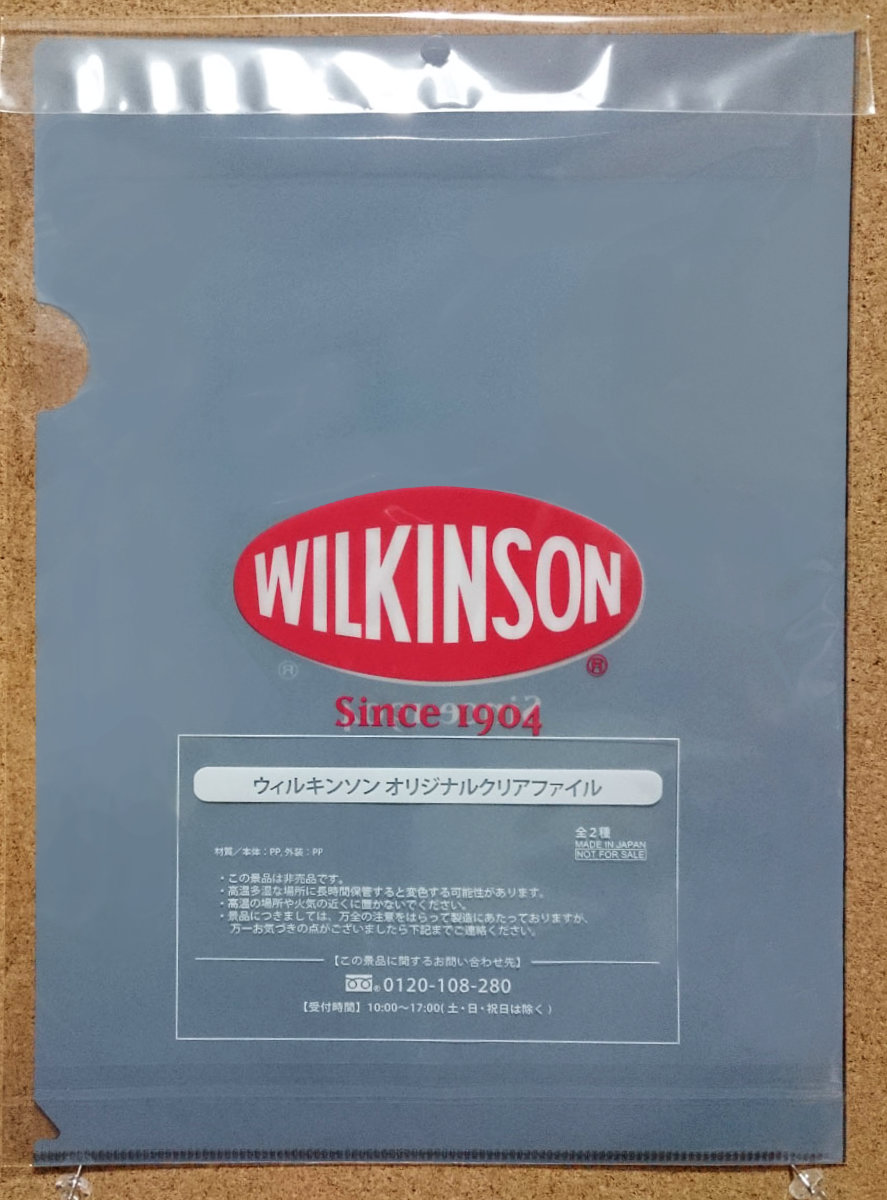 WILKINSON
®
®
Since 1904
ウィルキンソン オリジナルクリアファイル
全2種
MADE IN JAPAN
NOT FOR SALE
材質／本体：PP, 外装：PP
・この景品は非売品です。
・高温多湿な場所に長時間保管すると変色する可能性があります。
・高温の場所や火気の近くに置かないでください。
・景品につきましては、万全の注意をはらって製造にあたっておりますが、
万一お気づきの点がございましたら下記までご連絡ください。
【この景品に関するお問い合わせ先】
® 0120-108-280
【受付時間】10:00～17:00(土・日・祝日は除く)